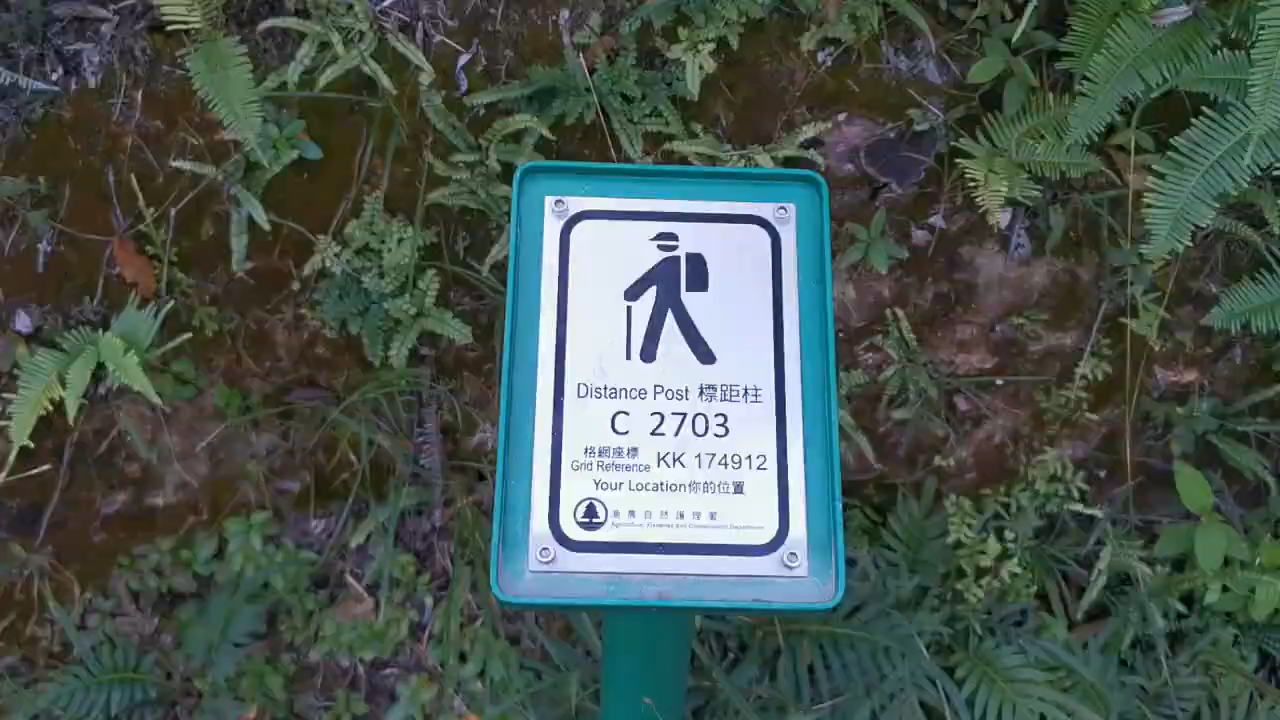 Distance Post 標距柱
C 2703
格網座標
Grid Reference KK 174912
Your Location你的位置
漁農自然護理署
Agriculture, Fisheries and Conservation Department